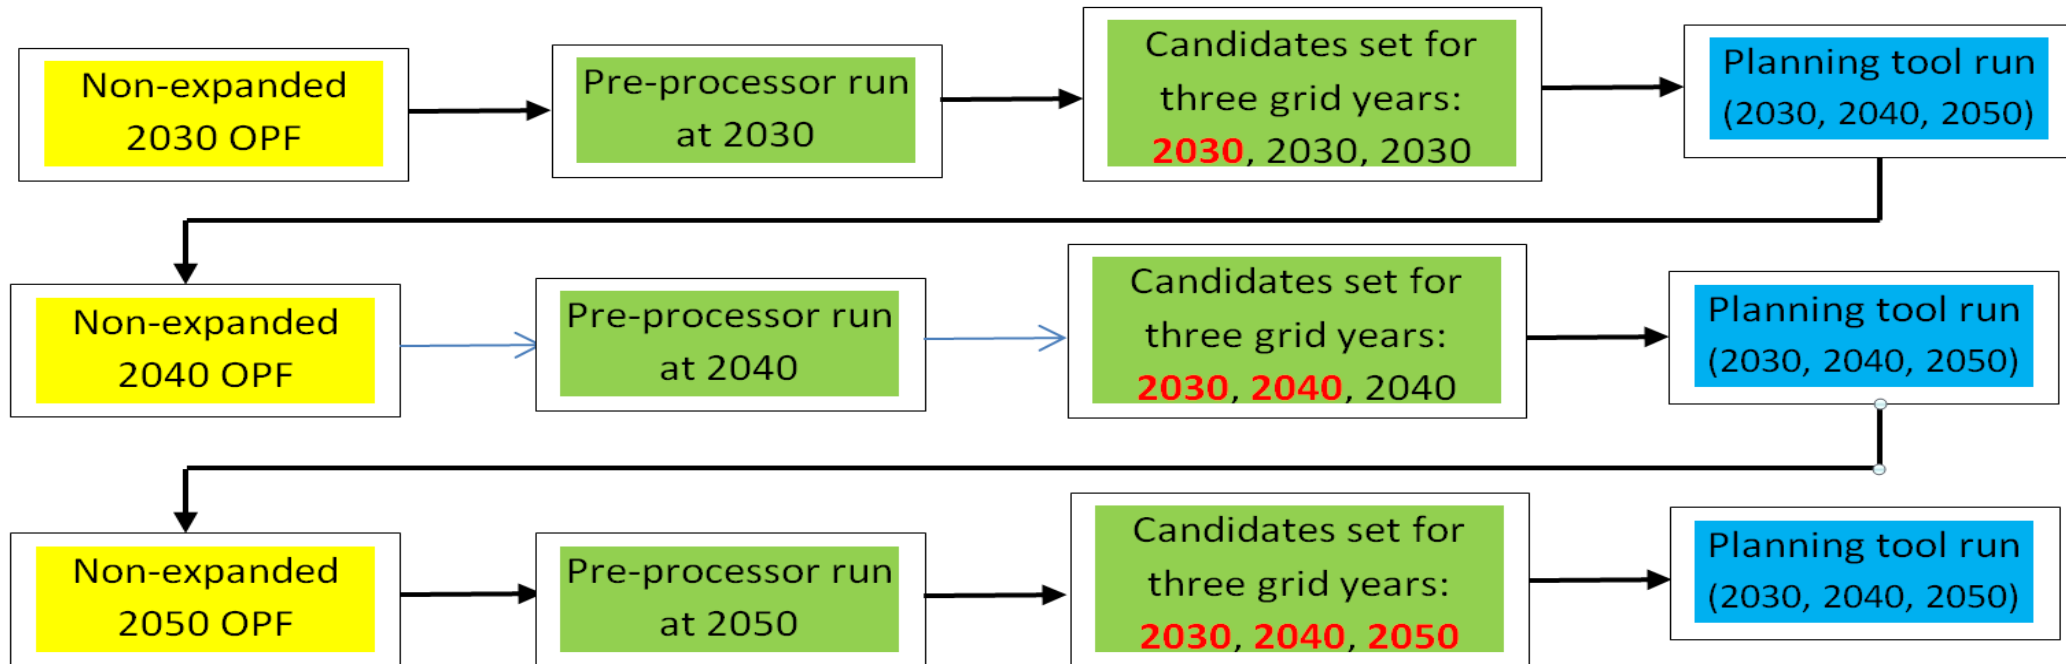 Non-expanded
2030 OPF
Pre-processor run
at 2030
Candidates set for
three grid years:
2030, 2030, 2030
Planning tool run
(2030, 2040, 2050)
Non-expanded
2040 OPF
Pre-processor run
at 2040
Candidates set for
three grid years:
2030, 2040, 2040
Planning tool run
(2030, 2040, 2050)
Non-expanded
2050 OPF
Pre-processor run
at 2050
Candidates set for
three grid years:
2030, 2040, 2050
Planning tool run
(2030, 2040, 2050)